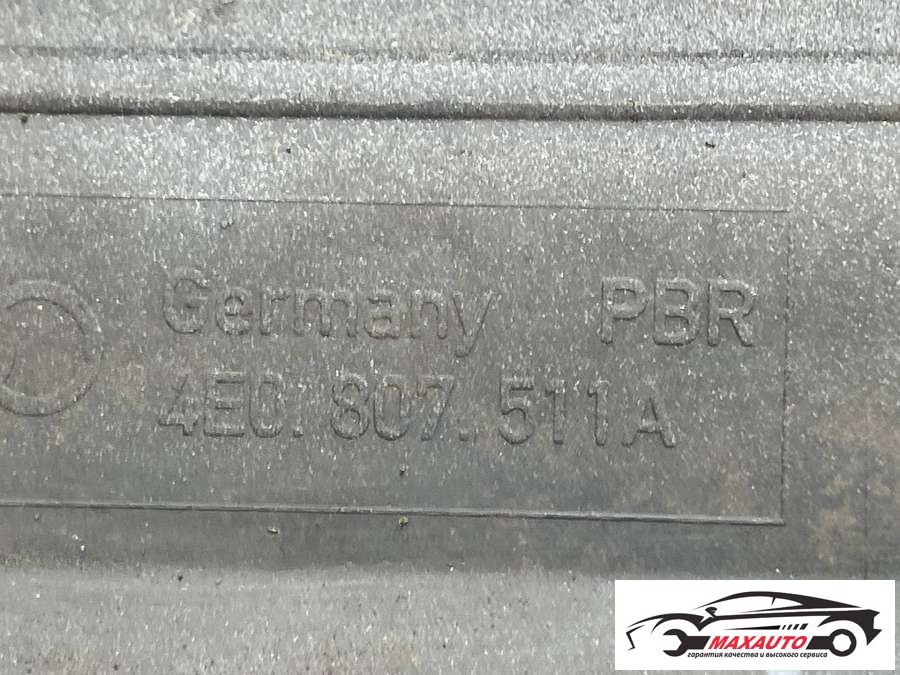 Germany PBR
4E0. 807. 511A
MAXAUTO
гарантия качества и высокого сервиса